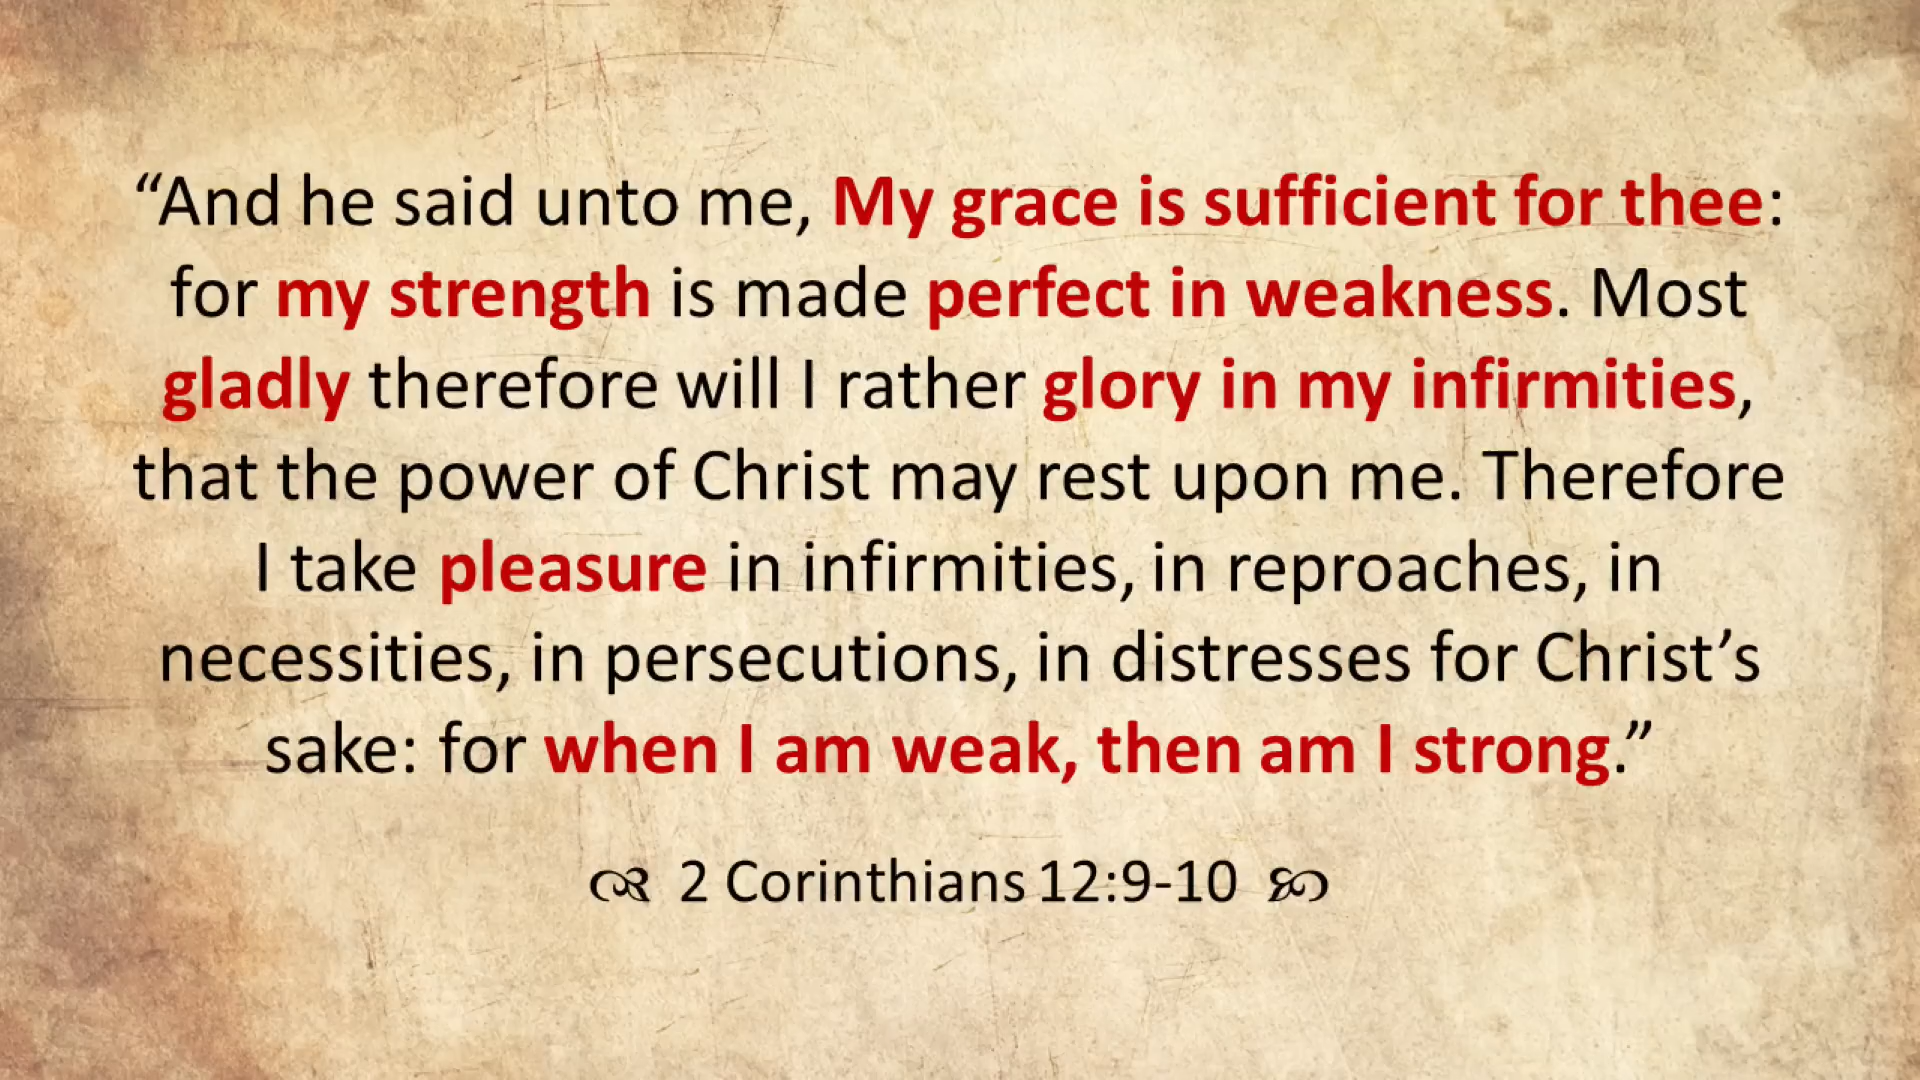 “And he said unto me, My grace is sufficient for thee:
for my strength is made perfect in weakness. Most
gladly therefore will I rather glory in my infirmities,
that the power of Christ may rest upon me. Therefore
I take pleasure in infirmities, in reproaches, in
necessities, in persecutions, in distresses for Christ’s
sake: for when I am weak, then am I strong.”
2 Corinthians 12:9-10